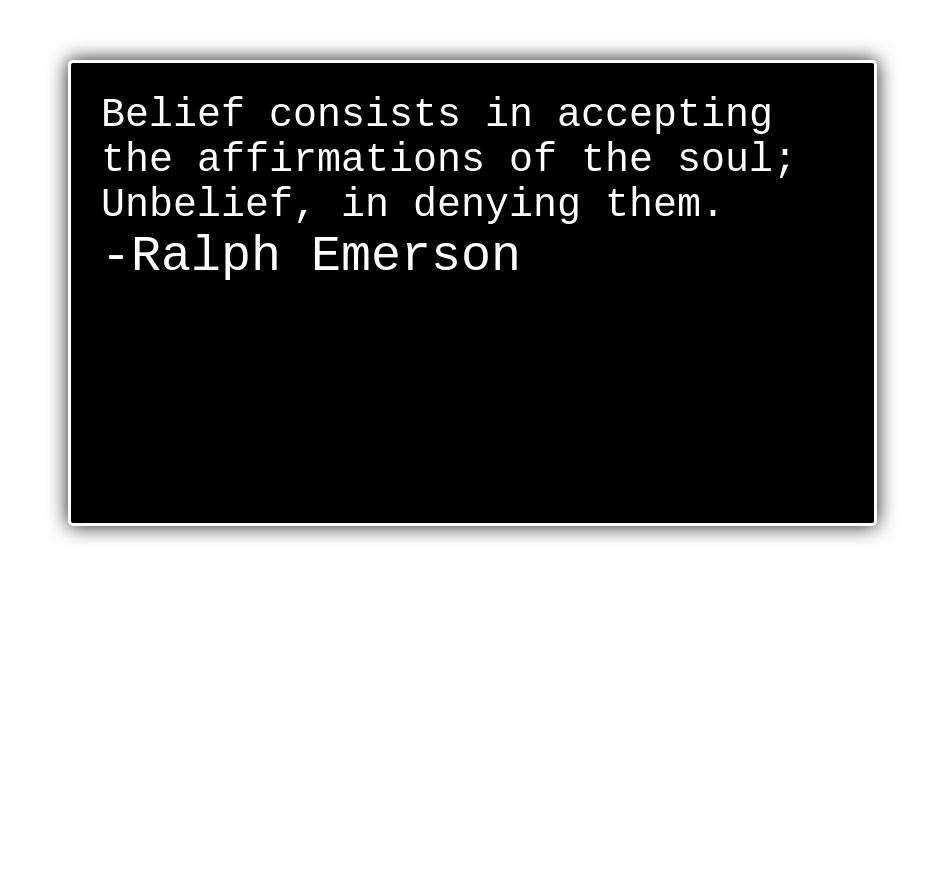 Belief consists in accepting
the affirmations of the soul;
Unbelief, in denying them.
-Ralph Emerson